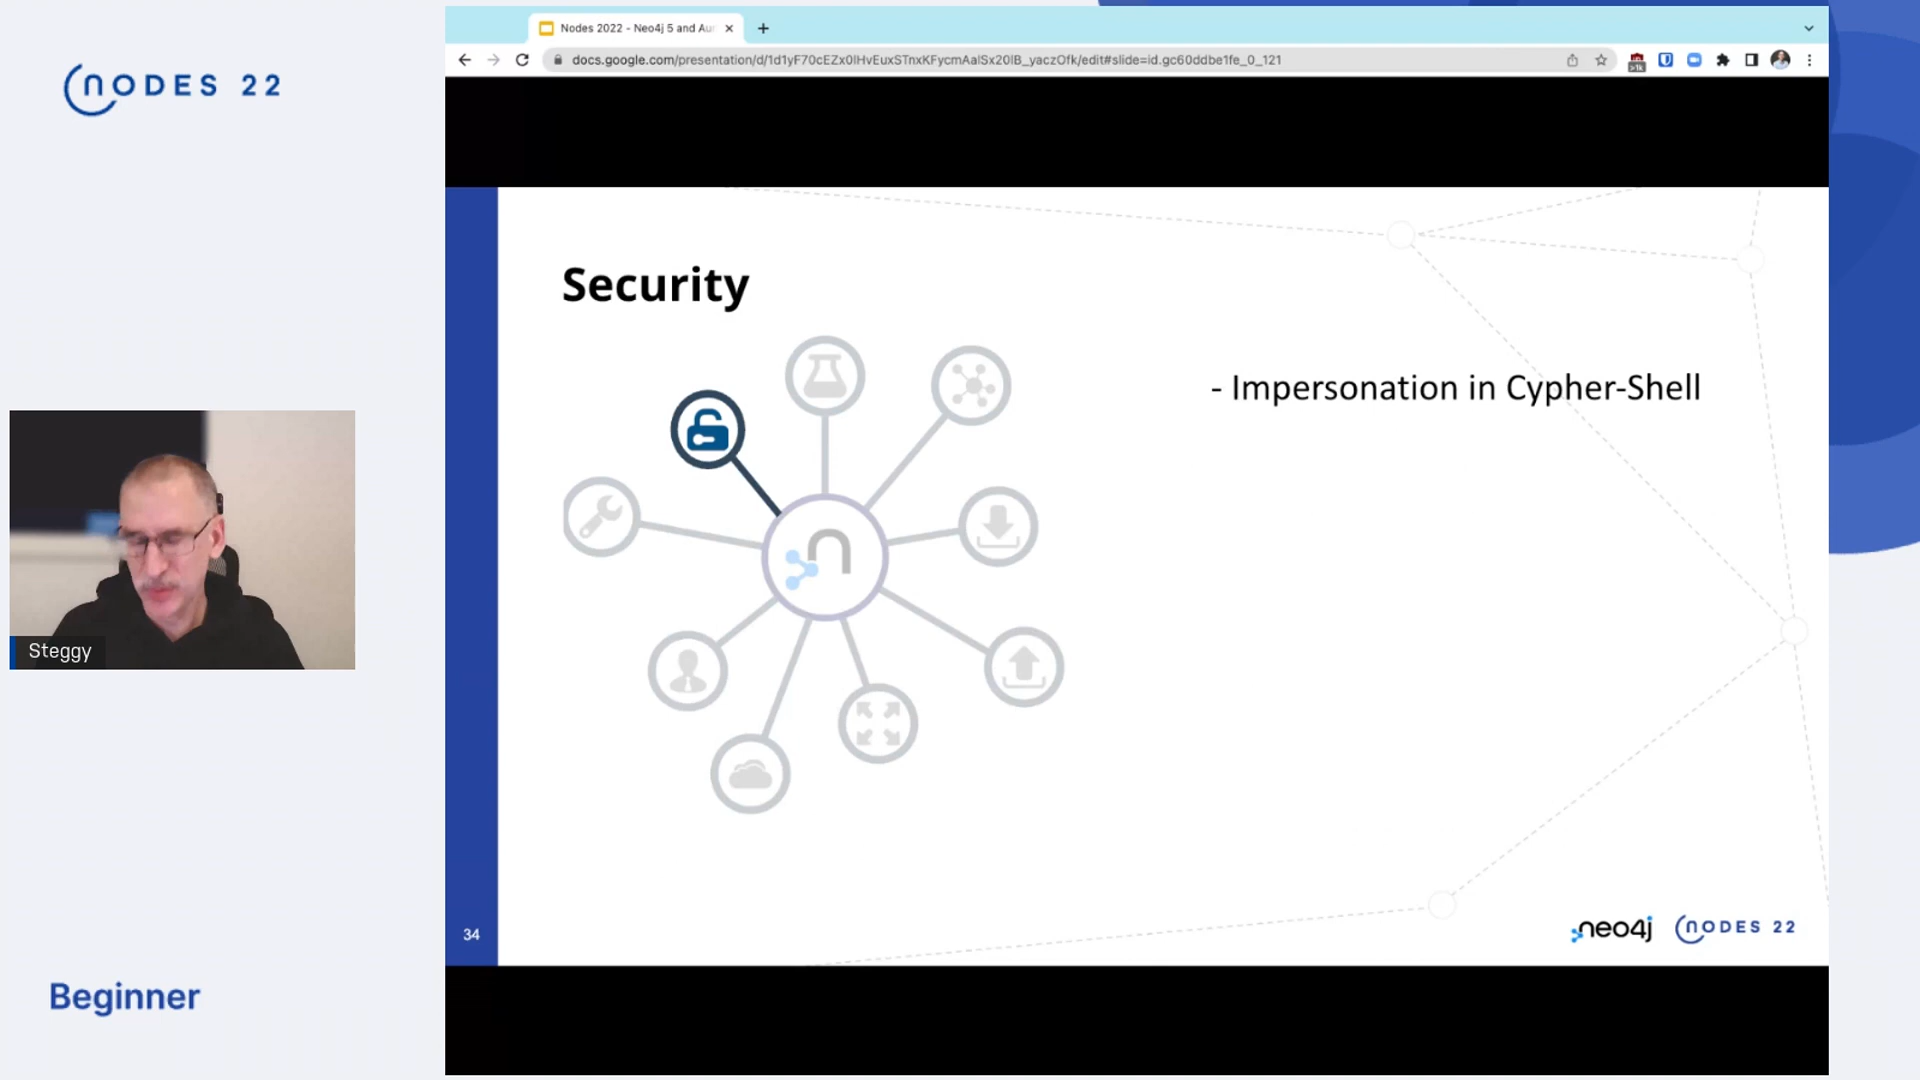 Nodes 2022 - Neo4j 5 and Au
docs.google.com/presentation/d/1d1yF70cEZx0IHvEuxSTnxKFycmAalSx20IB_yaczOfk/edit#slide=id.gc60ddbe1fe_0_121
NODES 22
Security
- Impersonation in Cypher-Shell
Steggy
n
34
neo4j
NODES 22
Beginner